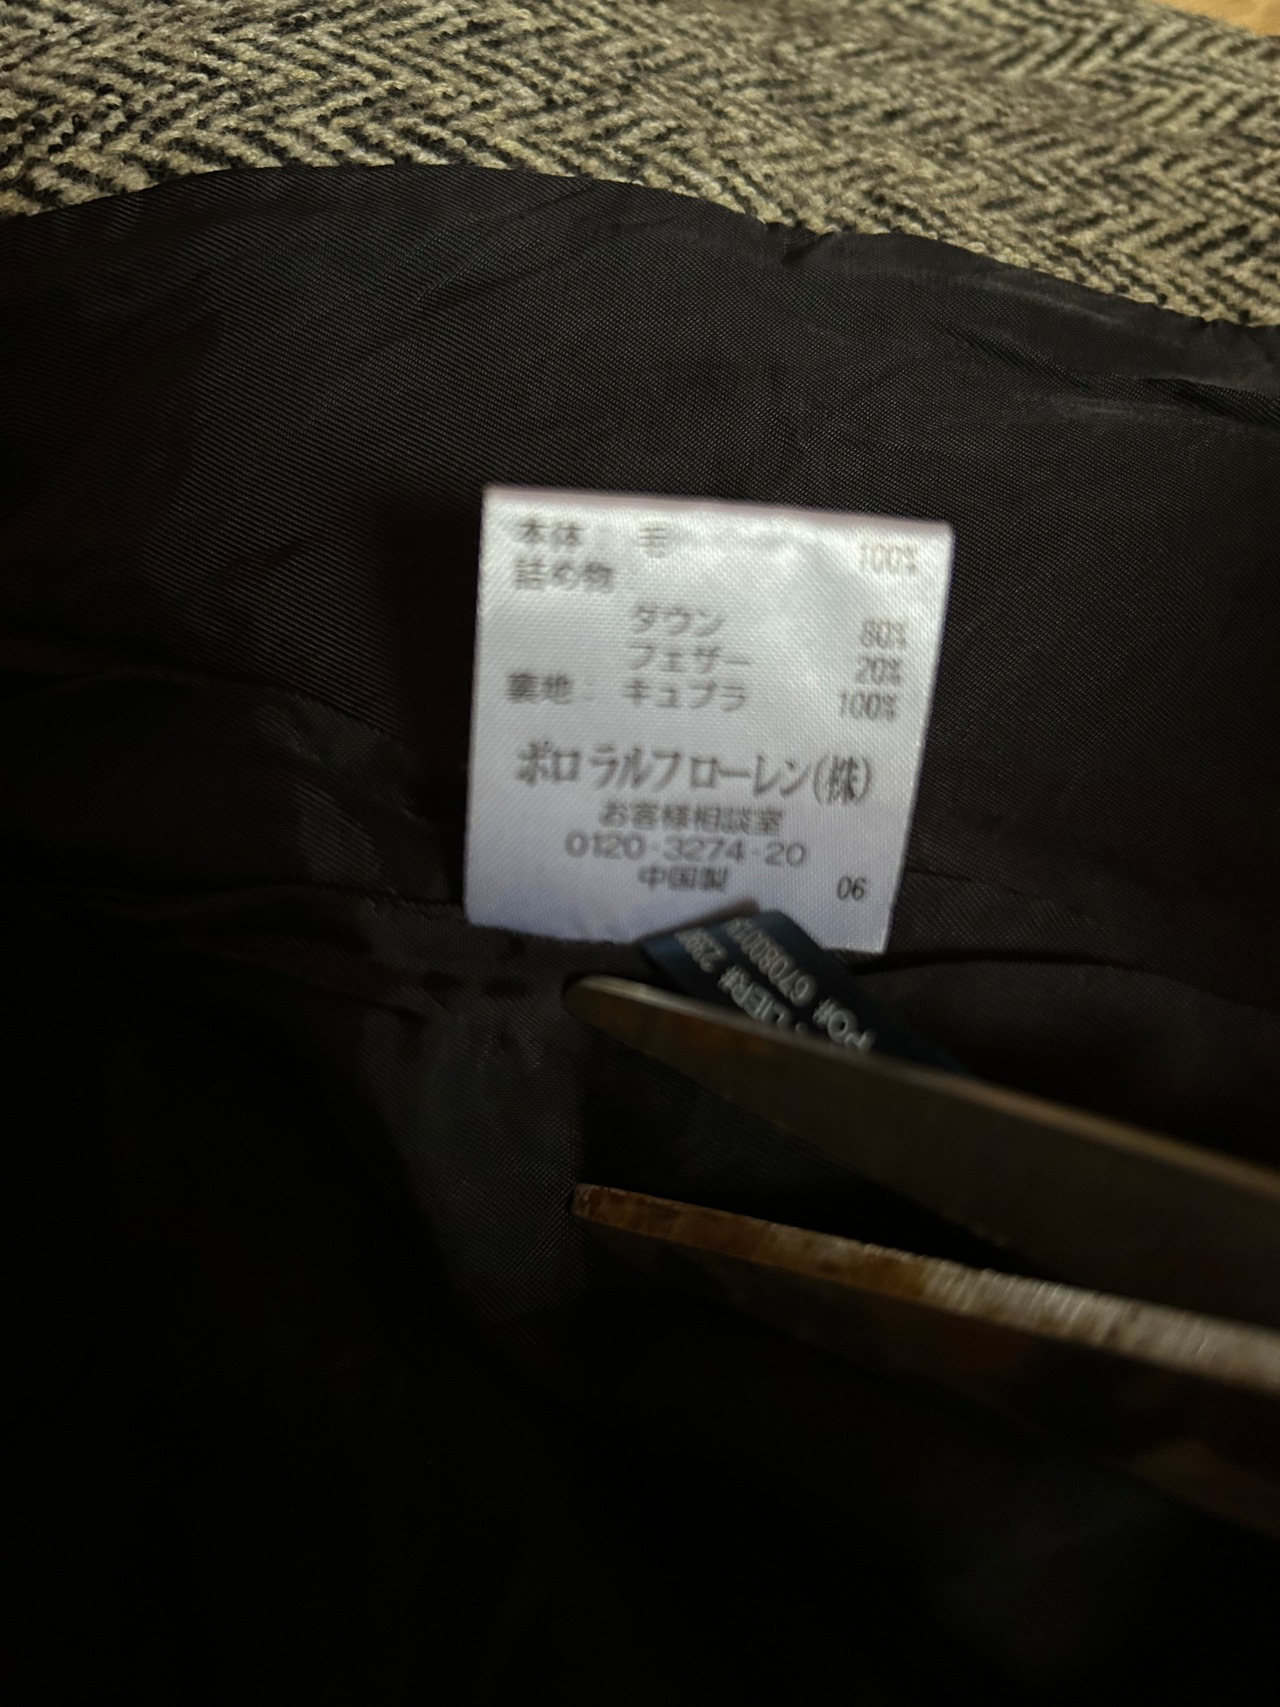 本体 毛 100%
詰め物
ダウン 80%
フェザー 20%
裏地 キュプラ 100%
ポロ ラルフ ローレン(株)
お客様相談室
0120-3274-20
中国製 06
PO# 670800